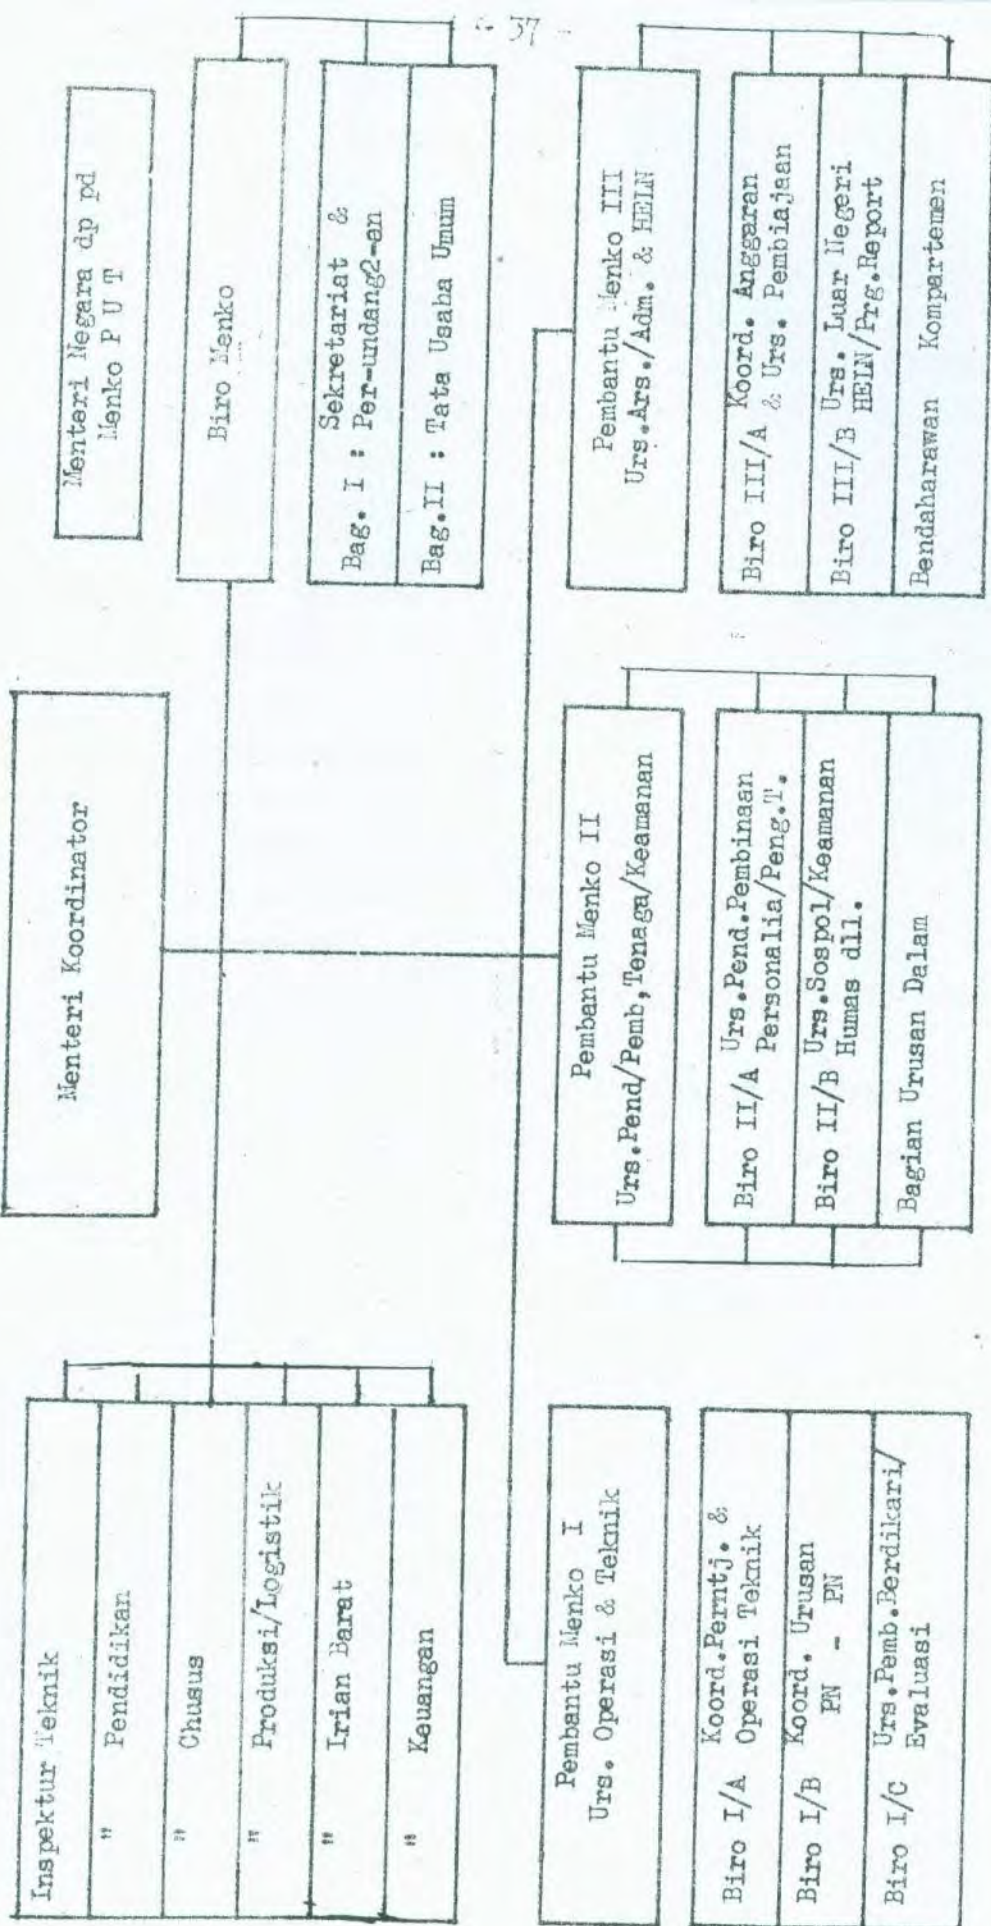 - 37 -
Menteri Koordinator
Menteri Negara dp pd
Menko P U T
Inspektur Teknik
" Pendidikan
" Chusus
" Produksi/Logistik
" Irian Barat
" Keuangan
Biro Menko
Sekretariat &
Bag. I : Per-undang2-an
Bag.II : Tata Usaha Umum
Pembantu Menko I
Urs. Operasi & Teknik
Biro I/A Koord.Perntj. &
Operasi Teknik
Biro I/B Koord. Urusan
PN - PN
Biro I/C Urs.Pemb.Berdikari/
Evaluasi
Pembantu Menko II
Urs.Pend/Pemb,Tenaga/Keamanan
Biro II/A Urs.Pend.Pembinaan
Personalia/Peng.T.
Biro II/B Urs.Sospol/Keamanan
Humas dll.
Bagian Urusan Dalam
Pembantu Menko III
Urs.Ars./Adm. & HELN
Biro III/A Koord. Anggaran
& Urs. Pembiajaan
Biro III/B Urs. Luar Negeri
HELN/Prg.Report
Bendaharawan Kompartemen